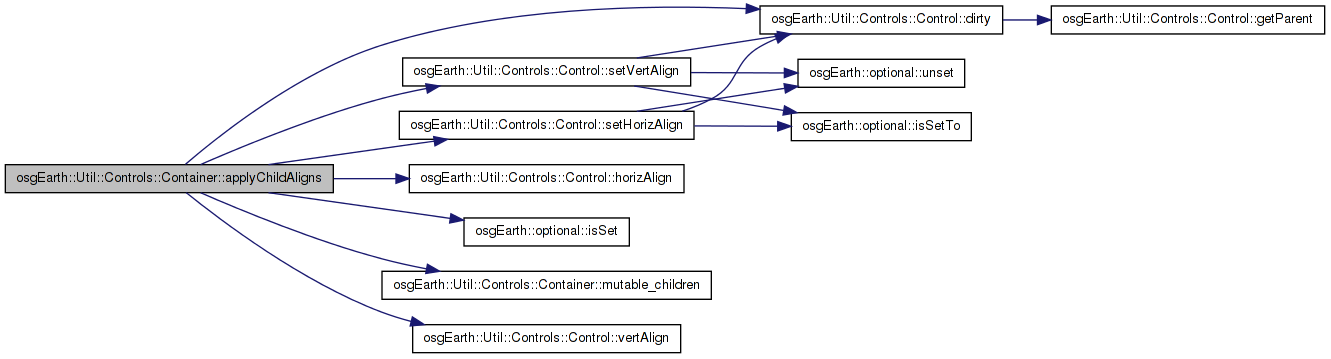 osgEarth::Util::Controls::Control::dirty
osgEarth::Util::Controls::Control::getParent
osgEarth::Util::Controls::Control::setVertAlign
osgEarth::optional::unset
osgEarth::Util::Controls::Control::setHorizAlign
osgEarth::optional::isSetTo
osgEarth::Util::Controls::Container::applyChildAligns
osgEarth::Util::Controls::Control::horizAlign
osgEarth::optional::isSet
osgEarth::Util::Controls::Container::mutable_children
osgEarth::Util::Controls::Control::vertAlign